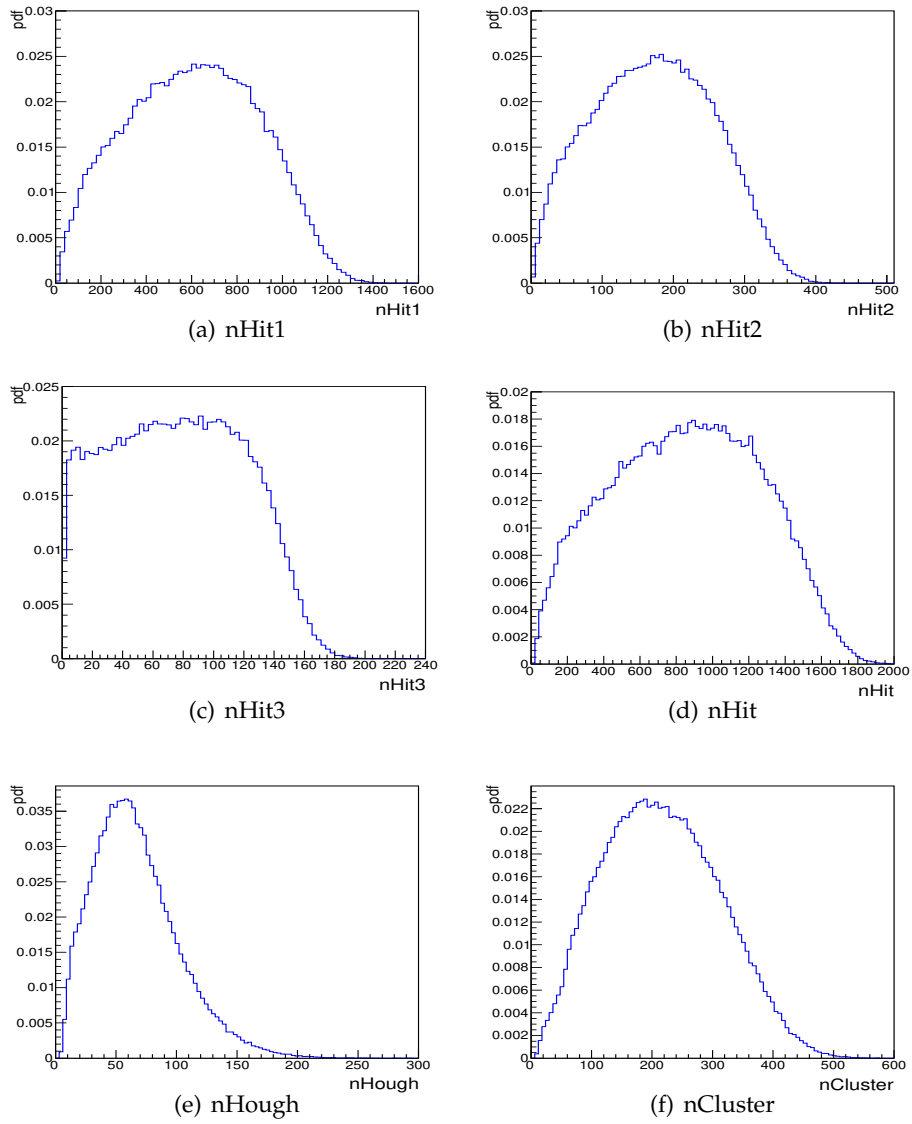 pdf
0.03
0.025
0.02
0.015
0.01
0.005
0
0 200 400 600 800 1000 1200 1400 1600
nHit1
(a) nHit1
pdf
0.03
0.025
0.02
0.015
0.01
0.005
0
0 100 200 300 400 500
nHit2
(b) nHit2
pdf
0.025
0.02
0.015
0.01
0.005
0
0 20 40 60 80 100 120 140 160 180 200 220 240
nHit3
(c) nHit3
pdf
0.02
0.018
0.016
0.014
0.012
0.01
0.008
0.006
0.004
0.002
0
0 200 400 600 800 1000 1200 1400 1600 1800 2000
nHit
(d) nHit
pdf
0.035
0.03
0.025
0.02
0.015
0.01
0.005
0
0 50 100 150 200 250 300
nHough
(e) nHough
pdf
0.022
0.02
0.018
0.016
0.014
0.012
0.01
0.008
0.006
0.004
0.002
0
0 100 200 300 400 500 600
nCluster
(f) nCluster